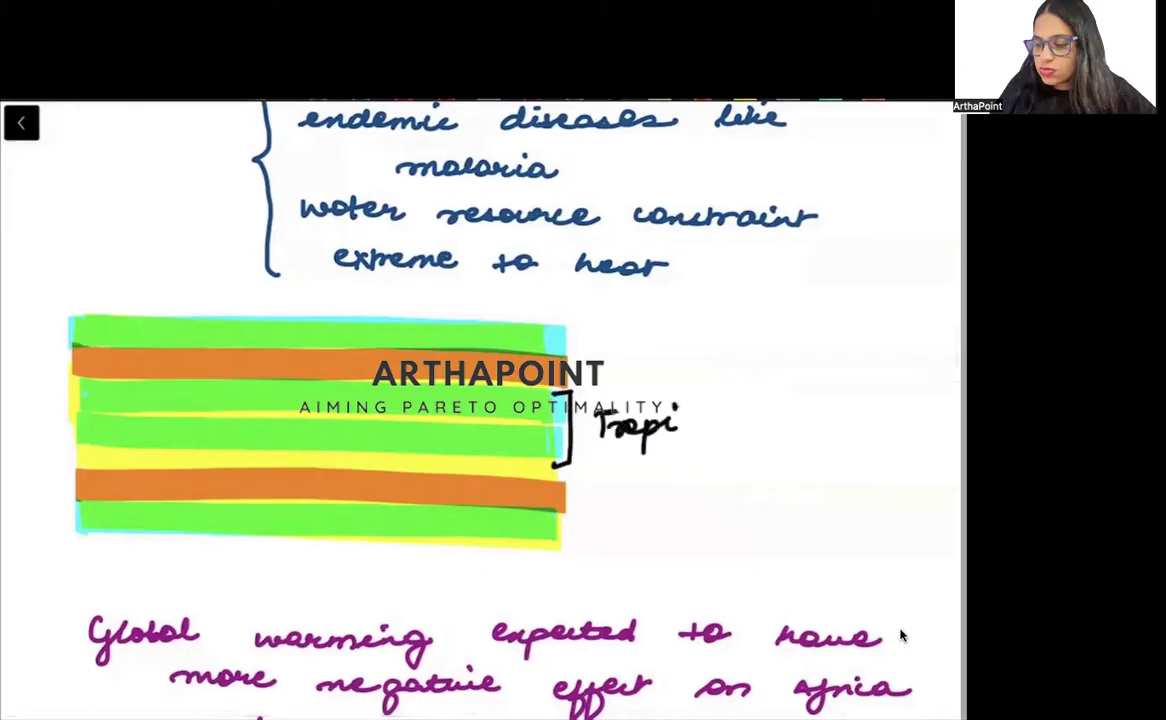 ArthaPoint
endemic diseases like
malaria
water resource constraint
extreme to heat
ARTHAPOINT
AIMING PARETO OPTIMALITY
Tropi
Global warming expected to have
more negative effect on Africa